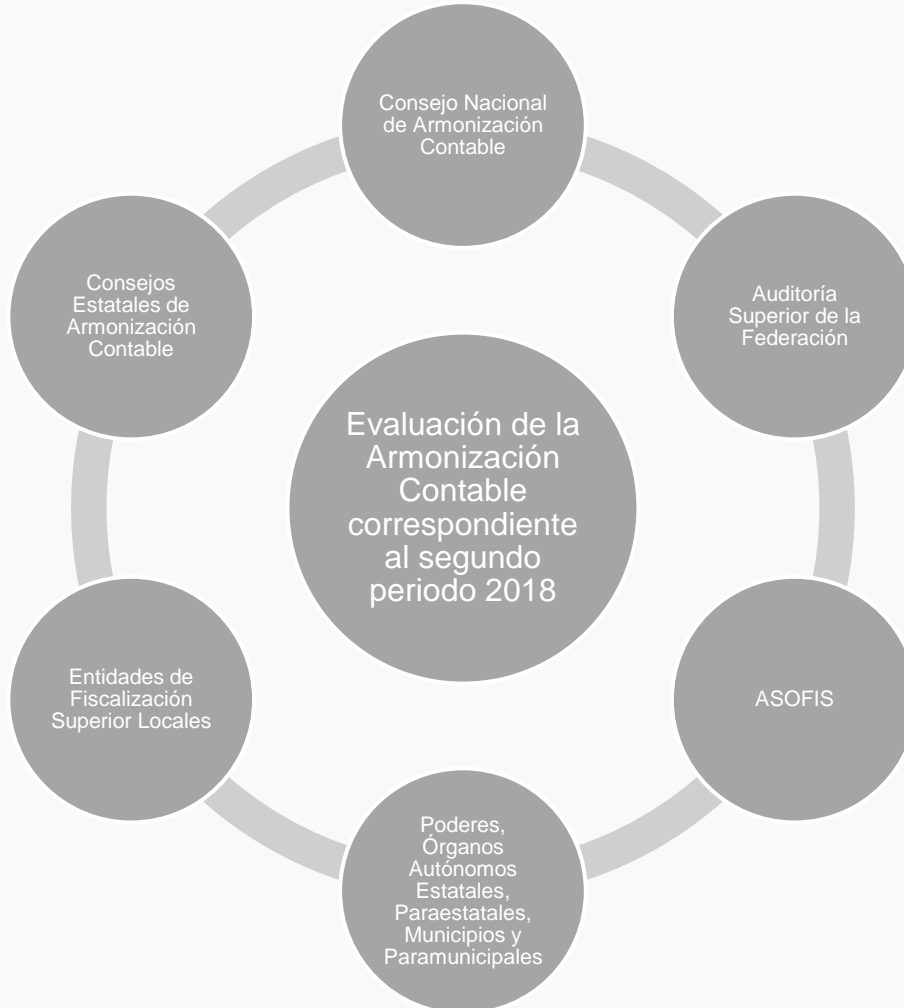 Consejo Nacional
de Armonización
Contable
Auditoría
Superior de la
Federación
ASOFIS
Poderes,
Órganos
Autónomos
Estatales,
Paraestatales,
Municipios y
Paramunicipales
Entidades de
Fiscalización
Superior Locales
Consejos
Estatales de
Armonización
Contable
Evaluación de la
Armonización
Contable
correspondiente
al segundo
periodo 2018